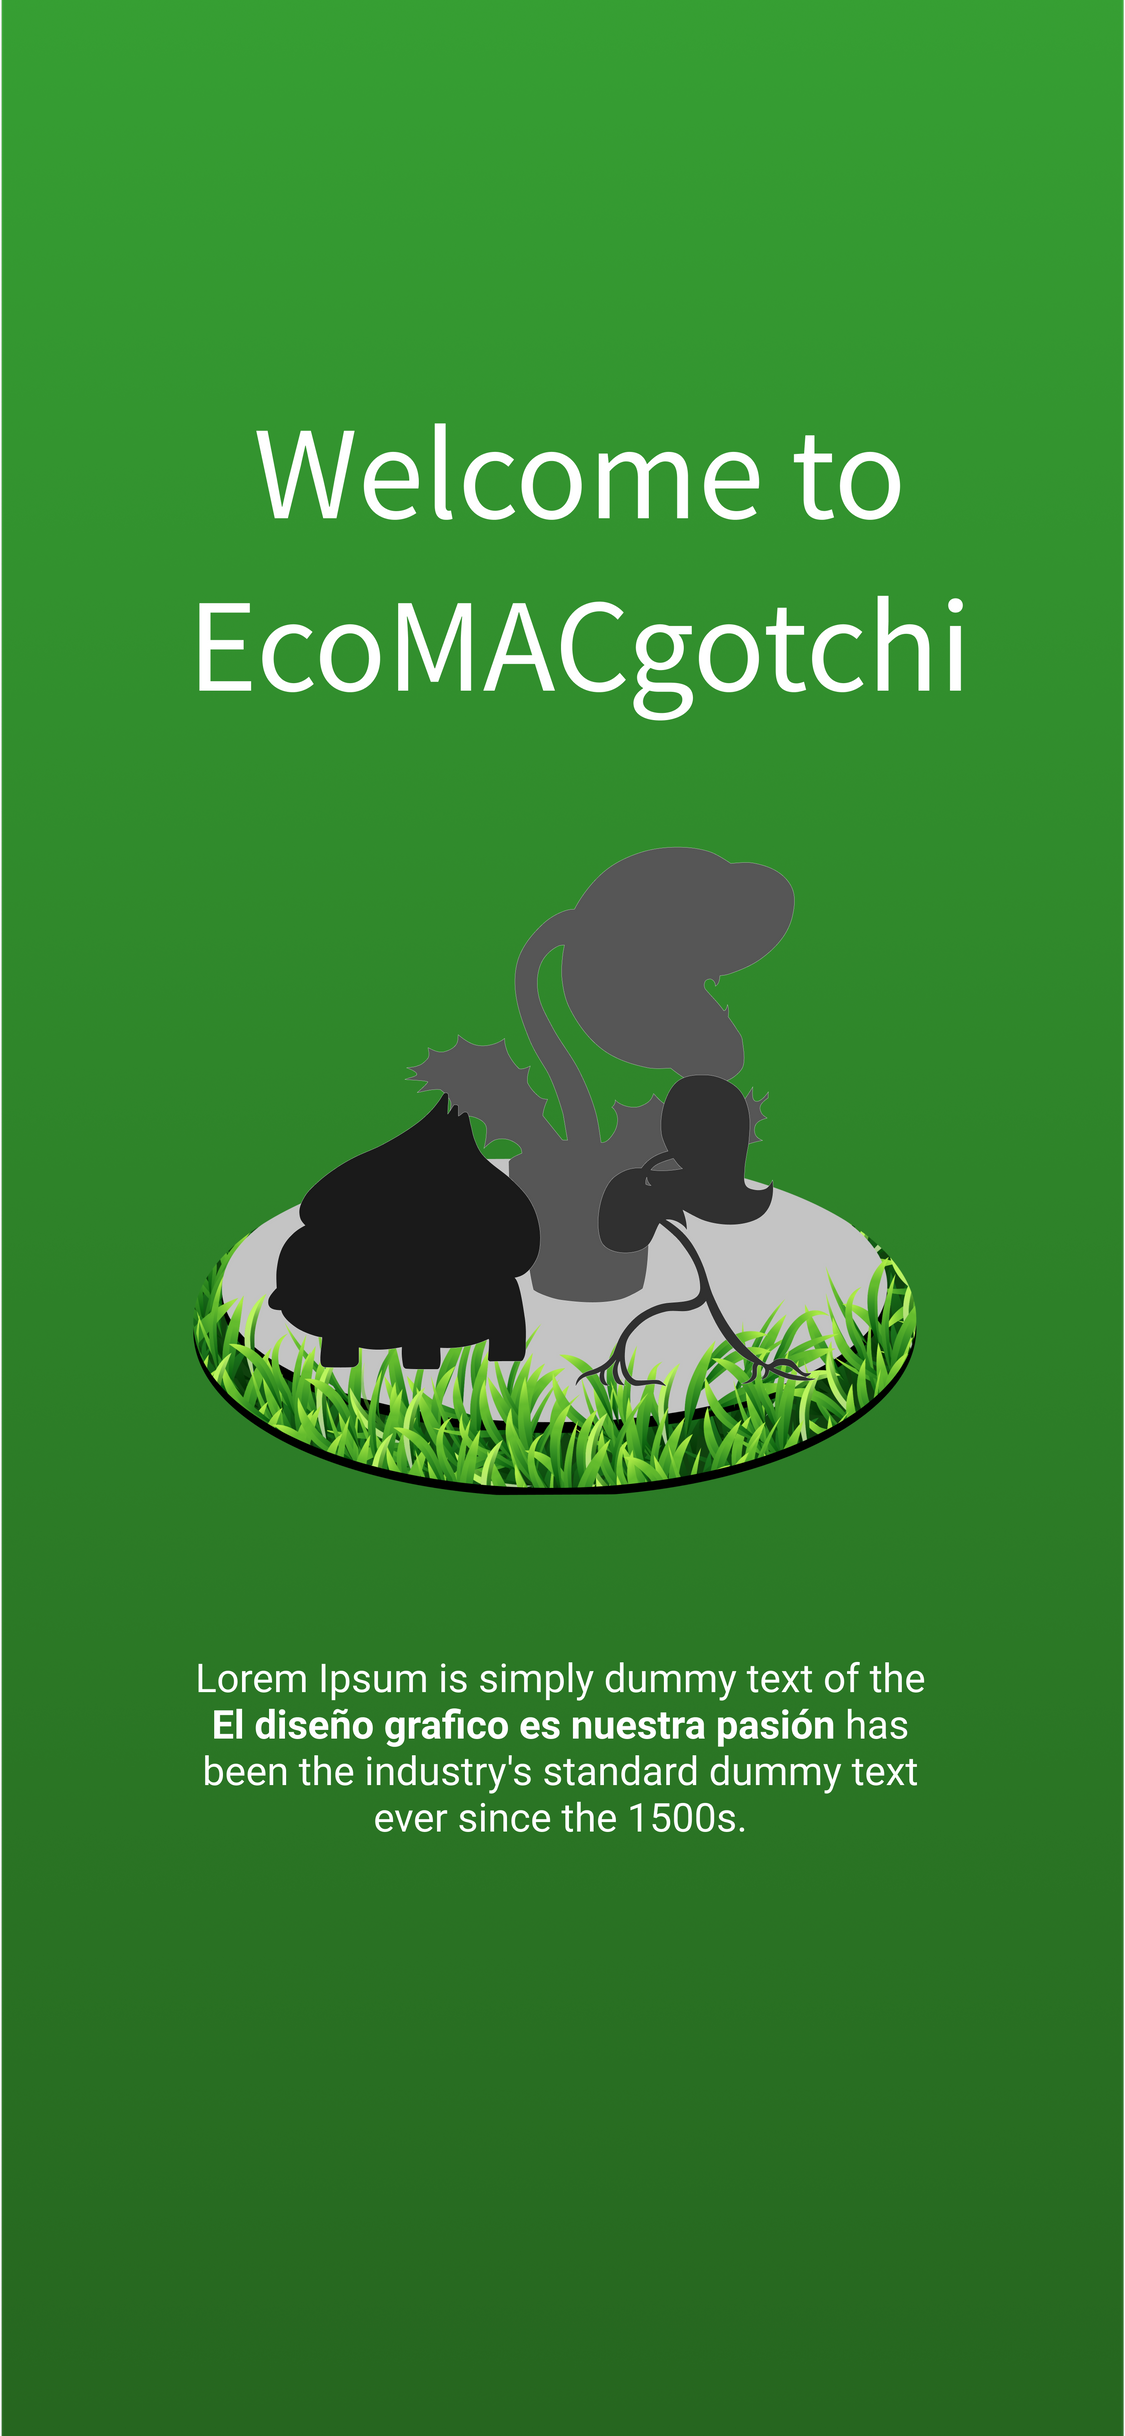 Welcome to
EcoMACgotchi
Lorem Ipsum is simply dummy text of the
El diseño grafico es nuestra pasión has
been the industry's standard dummy text
ever since the 1500s.